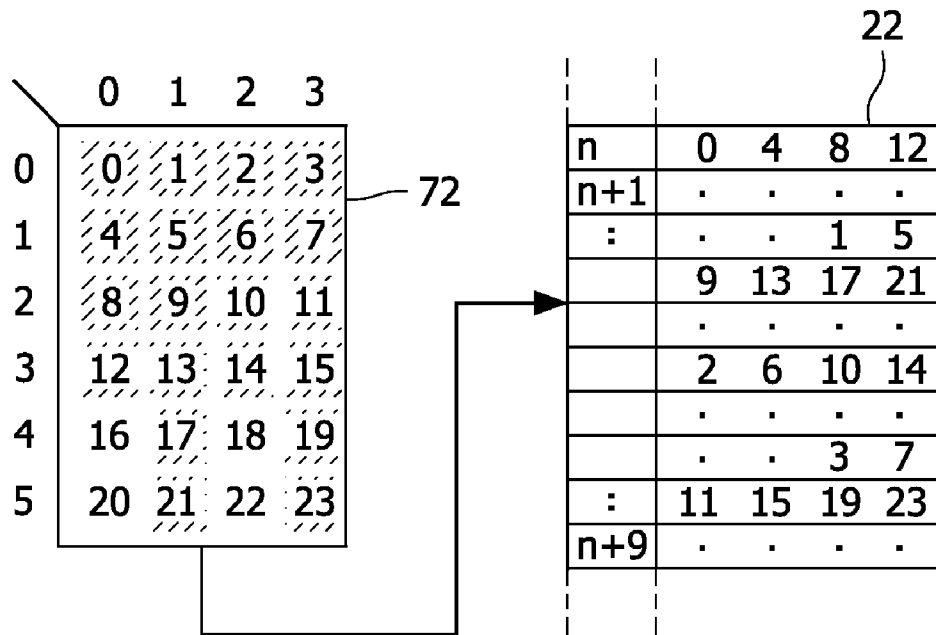 22
0 1 2 3
0 0 1 2 3
72
1 4 5 6 7
2 8 9 10 11
3 12 13 14 15
4 16 17 18 19
5 20 21 22 23
n 0 4 8 12
n+1 . . . .
: . . 1 5
9 13 17 21
. . . .
2 6 10 14
. . . .
. . 3 7
: 11 15 19 23
n+9 . . . .